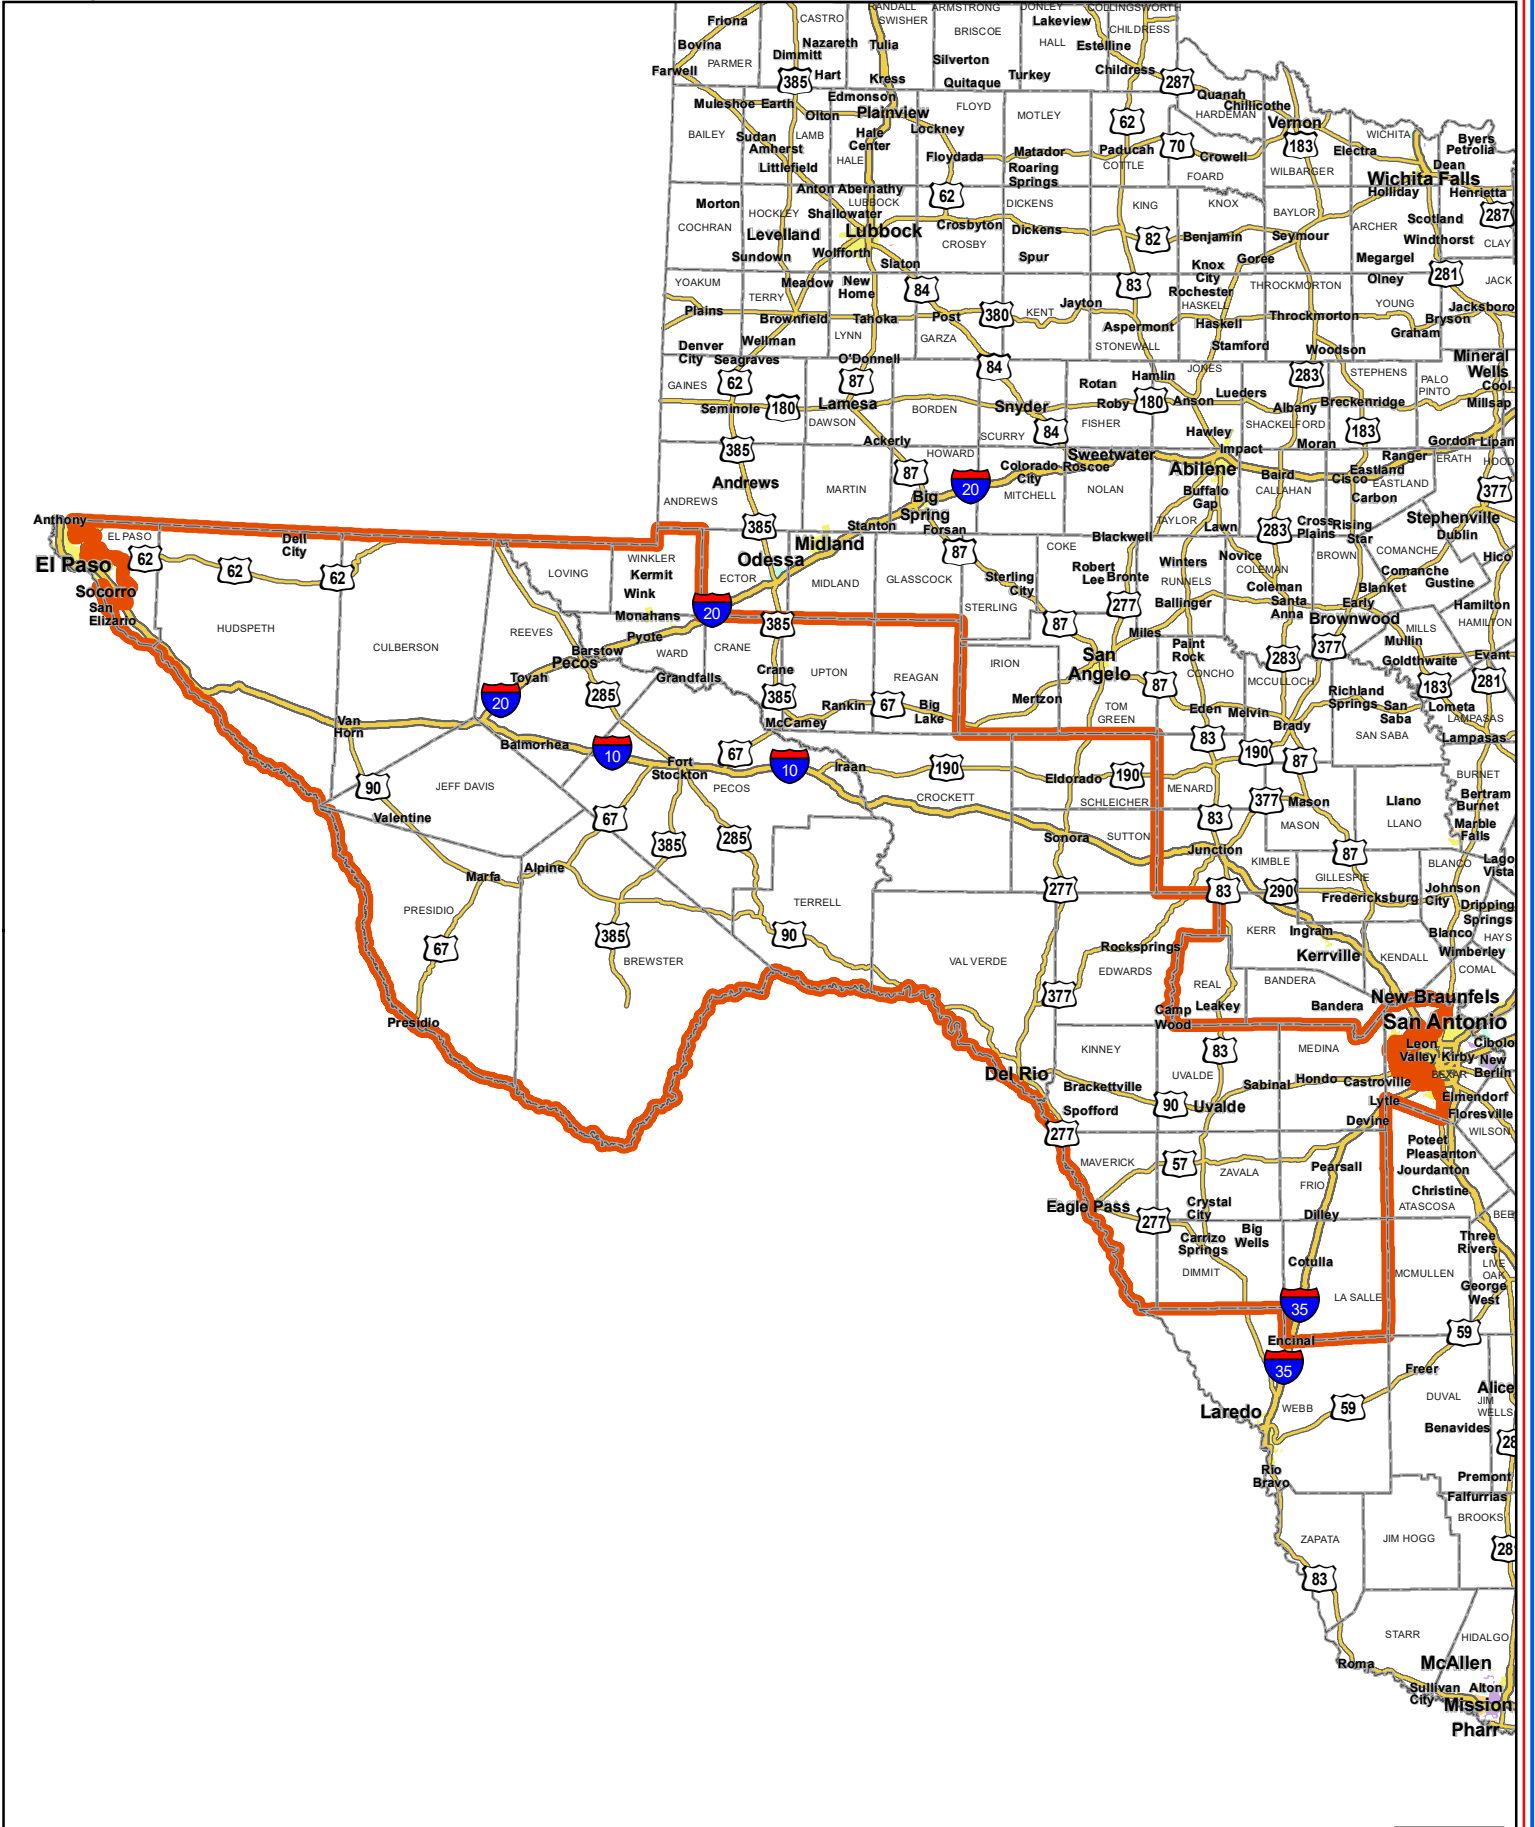 RANDALL
ARMSTRONG
DONLEY
COLLINGSWORTH
Friona
CASTRO
SWISHER
BRISCOE
Lakeview
HALL
CHILDRESS
Estelline
Bovina
Nazareth
Dimmitt
Tulia
Silverton
PARMER
Farwell
385
Hart
Kress
Quitaque
Turkey
Childress
287
Quanah
Chillicothe
HARDEMAN
Vernon
Muleshoe
Earth
Olton
Edmonson
Plainview
FLOYD
MOTLEY
62
BAILEY
Sudan
Amherst
LAMB
Hale
Center
HALE
Lockney
Littlefield
Floydada
Matador
Roaring
Springs
Paducah
COTTLE
70
Crowell
FOARD
183
WILBARGER
WICHITA
Electra
Byers
Petrolia
Dean
Wichita Falls
Holliday
Henrietta
Morton
Anton
Abernathy
LUBBOCK
HOCKLEY
Shallowater
62
DICKENS
KING
KNOX
BAYLOR
287
COCHRAN
Levelland
Lubbock
Crosbyton
Dickens
CROSBY
82
Benjamin
Seymour
ARCHER
Scotland
Windthorst
CLAY
Sundown
Wolfforth
Slaton
Spur
Knox
City
Goree
Megargel
Olney
281
JACK
YOAKUM
TERRY
Meadow
New
Home
84
83
Rochester
HASKELL
THROCKMORTON
YOUNG
Jacksboro
Plains
Brownfield
Tahoka
Post
380
KENT
Jayton
Aspermont
Haskell
Throckmorton
Bryson
Graham
Denver
City
Wellman
Seagraves
LYNN
O'Donnell
GARZA
STONEWALL
Stamford
Woodson
Mineral
Wells
Cool
GAINES
62
87
84
Rotan
Hamlin
JONES
283
STEPHENS
PALO
PINTO
Seminole
180
Lamesa
DAWSON
BORDEN
Snyder
Roby
180
Anson
Lueders
Albany
Breckenridge
Millsap
SCURRY
84
FISHER
Hawley
SHACKELFORD
183
385
Ackerly
HOWARD
Sweetwater
Impact
Moran
Gordon
Lipan
Ranger
ERATH
HOOD
Andrews
MARTIN
87
20
Colorado
City
Roscoe
Abilene
Baird
Cisco
Eastland
EASTLAND
ANDREWS
Big
Spring
MITCHELL
NOLAN
Buffalo
Gap
CALLAHAN
Carbon
377
Anthony
EL PASO
Dell
City
385
Midland
Stanton
Forsan
TAYLOR
Lawn
283
Cross
Plains
Rising
Star
Stephenville
Dublin
El Paso
62
62
62
LOVING
WINKLER
Kermit
Wink
Odessa
ECTOR
MIDLAND
GLASSCOCK
87
COKE
Blackwell
Winters
Novice
COLEMAN
BROWN
COMANCHE
Comanche
Hico
Gustine
Socorro
San
Elizario
Monahans
20
Sterling
City
STERLING
Robert
Lee
Bronte
RUNNELS
277
Ballinger
Coleman
Santa
Anna
Blanket
Early
Brownwood
Hamilton
HAMILTON
HUDSPETH
CULBERSON
REEVES
Pyote
Barstow
Pecos
WARD
CRANE
385
87
Miles
377
MILLS
Mullin
Goldthwaite
Evant
Toyah
20
285
Grandfalls
Crane
385
UPTON
REAGAN
IRION
San
Angelo
87
Paint
Rock
CONCHO
283
MCCULLOCH
183
281
McCamey
Rankin
67
Big
Lake
Mertzon
TOM
GREEN
Eden
Melvin
Brady
Richland
Springs
San
Saba
Lometa
LAMPASAS
Lampasas
Van
Horn
Balmorhea
10
67
10
83
190
87
SAN SABA
BURNET
90
JEFF DAVIS
Fort
Stockton
PECOS
Iraan
190
CROCKETT
Eldorado
190
SCHLEICHER
MENARD
377
Mason
Llano
Bertram
Burnet
Valentine
67
385
285
Sonora
SUTTON
83
MASON
LLANO
Marble
Falls
Marfa
Alpine
Junction
KIMBLE
87
GILLESPIE
BLANCO
Lago
Vista
PRESIDIO
67
385
TERRELL
90
277
83
290
Fredericksburg
Johnson
City
Dripping
Springs
BREWSTER
VAL VERDE
Rocksprings
EDWARDS
KERR
Ingram
Kerrville
Blanco
Wimberley
HAYS
KENDALL
COMAL
377
REAL
Leakey
BANDERA
Bandera
New Braunfels
Presidio
Camp
Wood
San Antonio
KINNEY
83
MEDINA
Leon
Valley
Kirby
Cibolo
New
Berlin
Del Rio
Brackettville
UVALDE
Sabinal
Hondo
Castroville
BEXAR
Spofford
90
Uvalde
Lytle
Elmendorf
Floresville
277
Devine
WILSON
Poteet
Pleasanton
MAVERICK
57
ZAVALA
Pearsall
FRIO
Jourdanton
Christine
ATASCOSA
Eagle Pass
277
Crystal
City
Dilley
BEE
Carrizo
Springs
Big
Wells
Three
Rivers
DIMMIT
Cotulla
MCMULLEN
LIVE
OAK
George
West
35
LA SALLE
Encinal
59
35
Freer
Laredo
WEBB
59
DUVAL
Alice
JIM
WELLS
Benavides
28
Rio
Bravo
Premont
Falfurrias
BROOKS
ZAPATA
JIM HOGG
28
83
STARR
HIDALGO
Roma
McAllen
Sullivan
City
Alton
Mission
Pharr